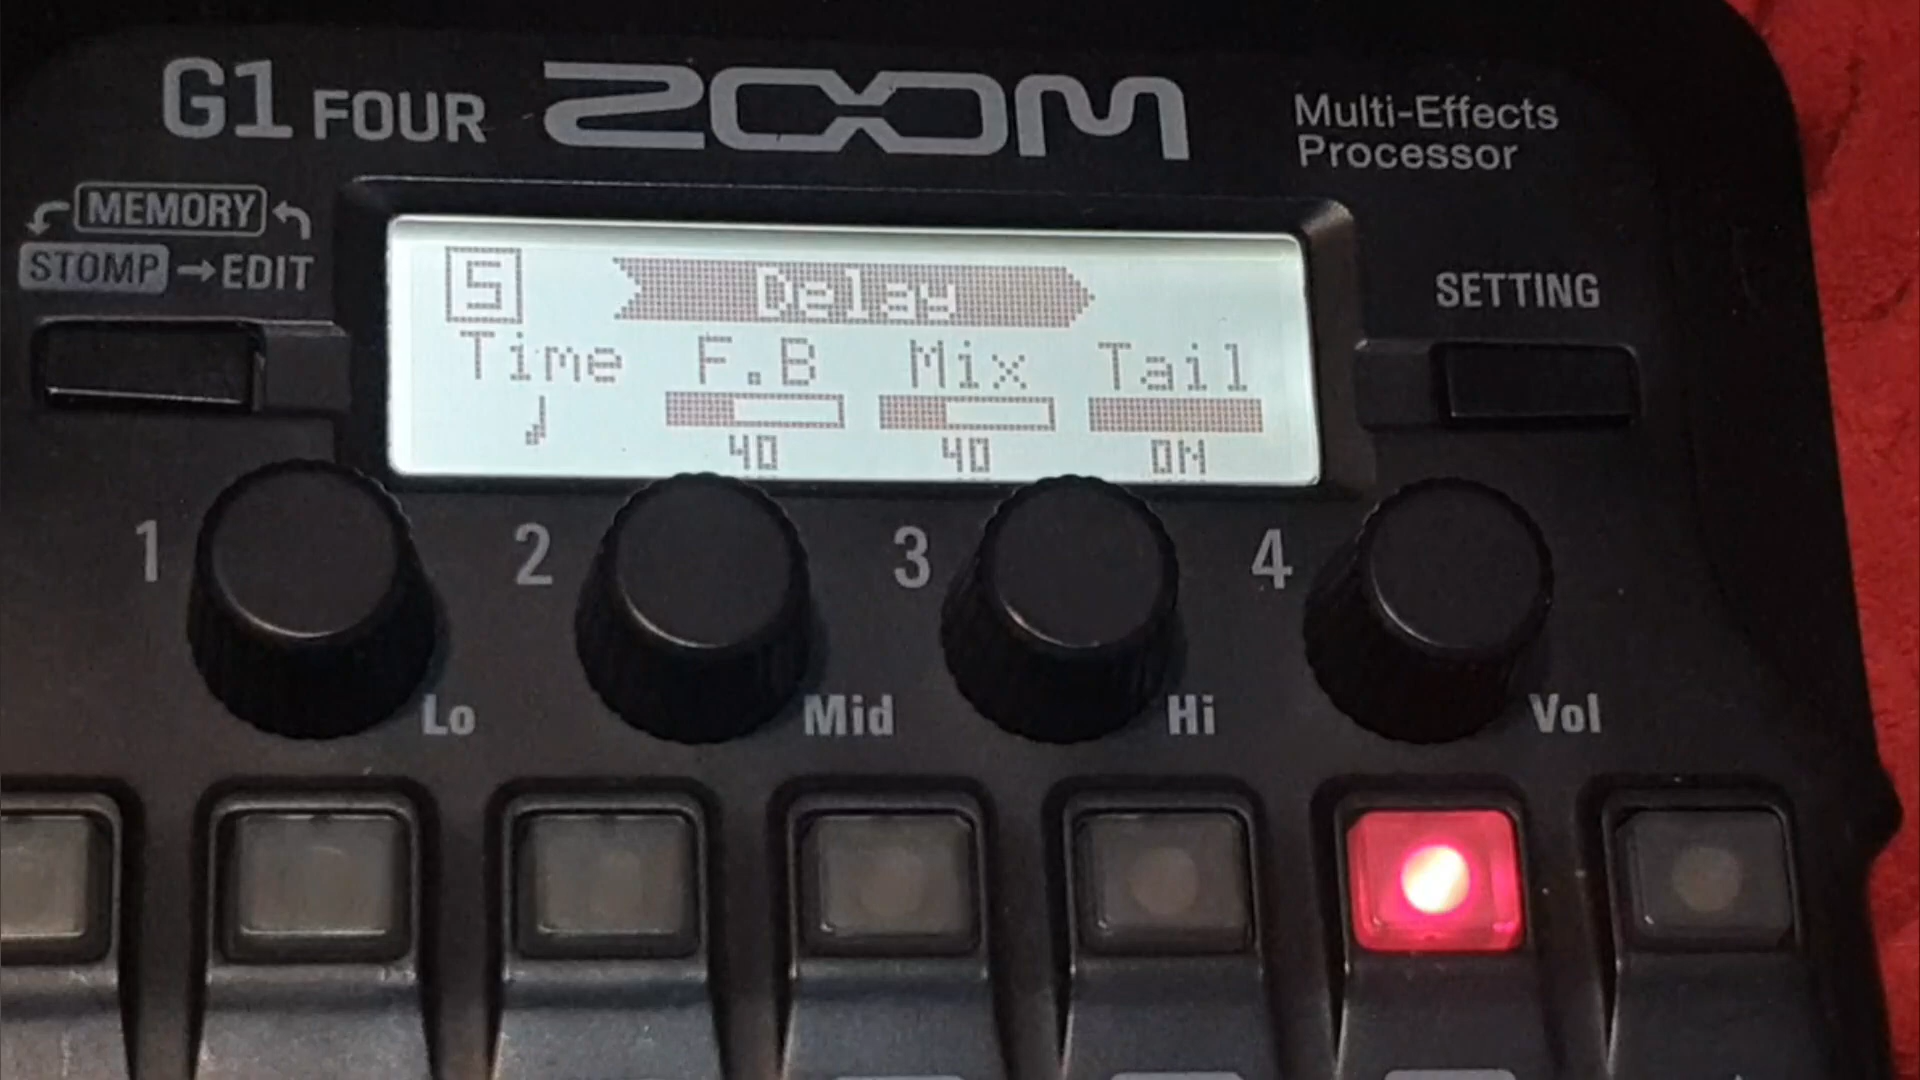 G1 FOUR ZOOM Multi-Effects
Processor
MEMORY
STOMP → EDIT
SETTING
5 Delay
Time F.B Mix Tail
♩ 40 40 ON
1 2 3 4
Lo Mid Hi Vol